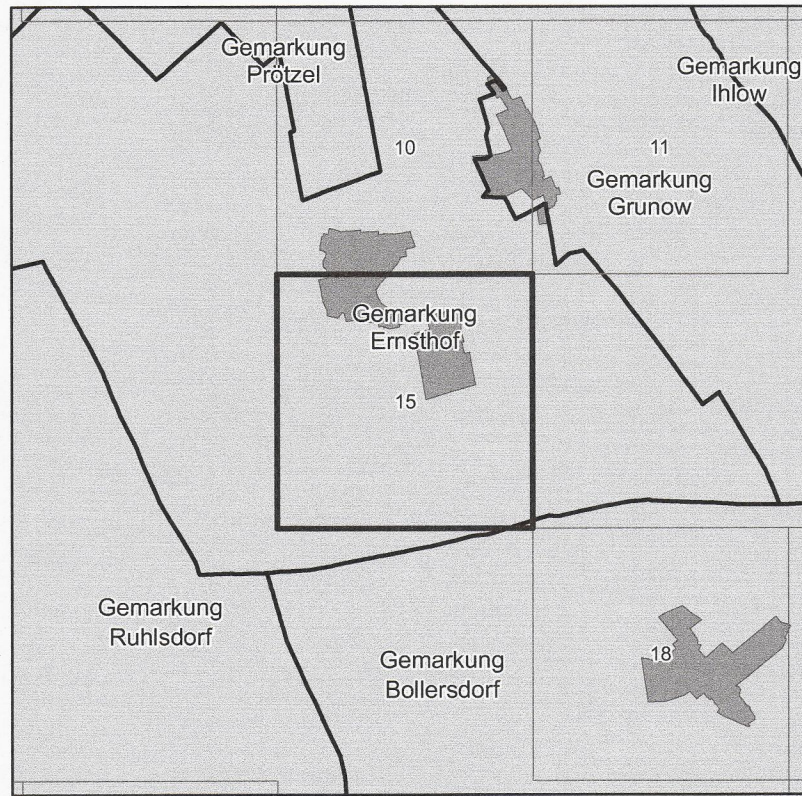 Gemarkung
Prötzel
Gemarkung
Ihlow
10
11
Gemarkung
Grunow
Gemarkung
Ernsthof
15
Gemarkung
Ruhlsdorf
Gemarkung
Bollersdorf
18